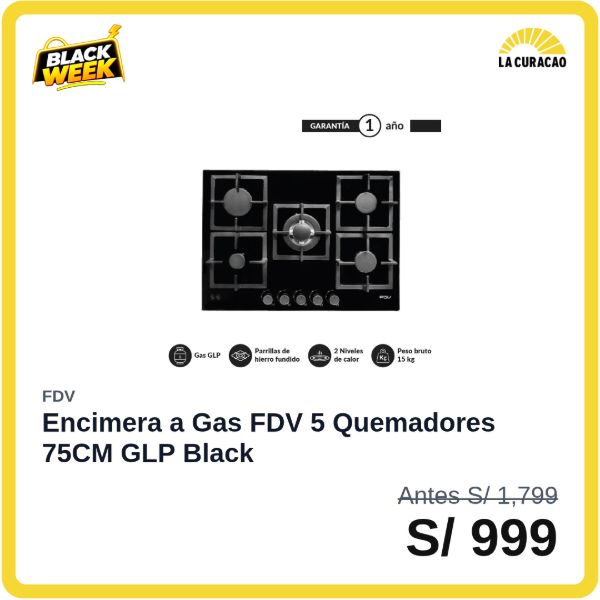 BLACK
WEEK
LA CURACAO
GARANTÍA 1 año
FDV
Gas GLP
Parrillas de
hierro fundido
2 Niveles
de calor
Kg
Peso bruto
15 kg
FDV
Encimera a Gas FDV 5 Quemadores
75CM GLP Black
Antes S/ 1,799
S/ 999